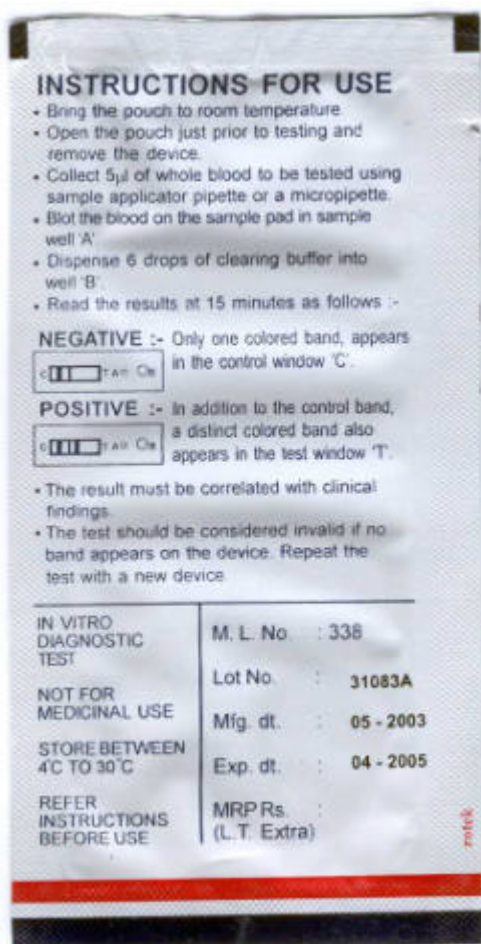 INSTRUCTIONS FOR USE
• Bring the pouch to room temperature.
• Open the pouch just prior to testing and
remove the device.
• Collect 5μl of whole blood to be tested using
sample applicator pipette or a micropipette.
• Blot the blood on the sample pad in sample
well 'A'
• Dispense 6 drops of clearing buffer into
well 'B'.
• Read the results at 15 minutes as follows :-
NEGATIVE :- Only one colored band, appears
in the control window 'C'.
C T A B
POSITIVE :- In addition to the control band,
a distinct colored band also
C T A B
appears in the test window 'T'.
• The result must be correlated with clinical
findings.
• The test should be considered invalid if no
band appears on the device. Repeat the
test with a new device.
IN VITRO
DIAGNOSTIC
TEST
NOT FOR
MEDICINAL USE
STORE BETWEEN
4°C TO 30°C
REFER
INSTRUCTIONS
BEFORE USE
M. L. No. : 338
Lot No. : 31083A
Mfg. dt. : 05 - 2003
Exp. dt. : 04 - 2005
MRP Rs. :
(L.T. Extra)
rotek